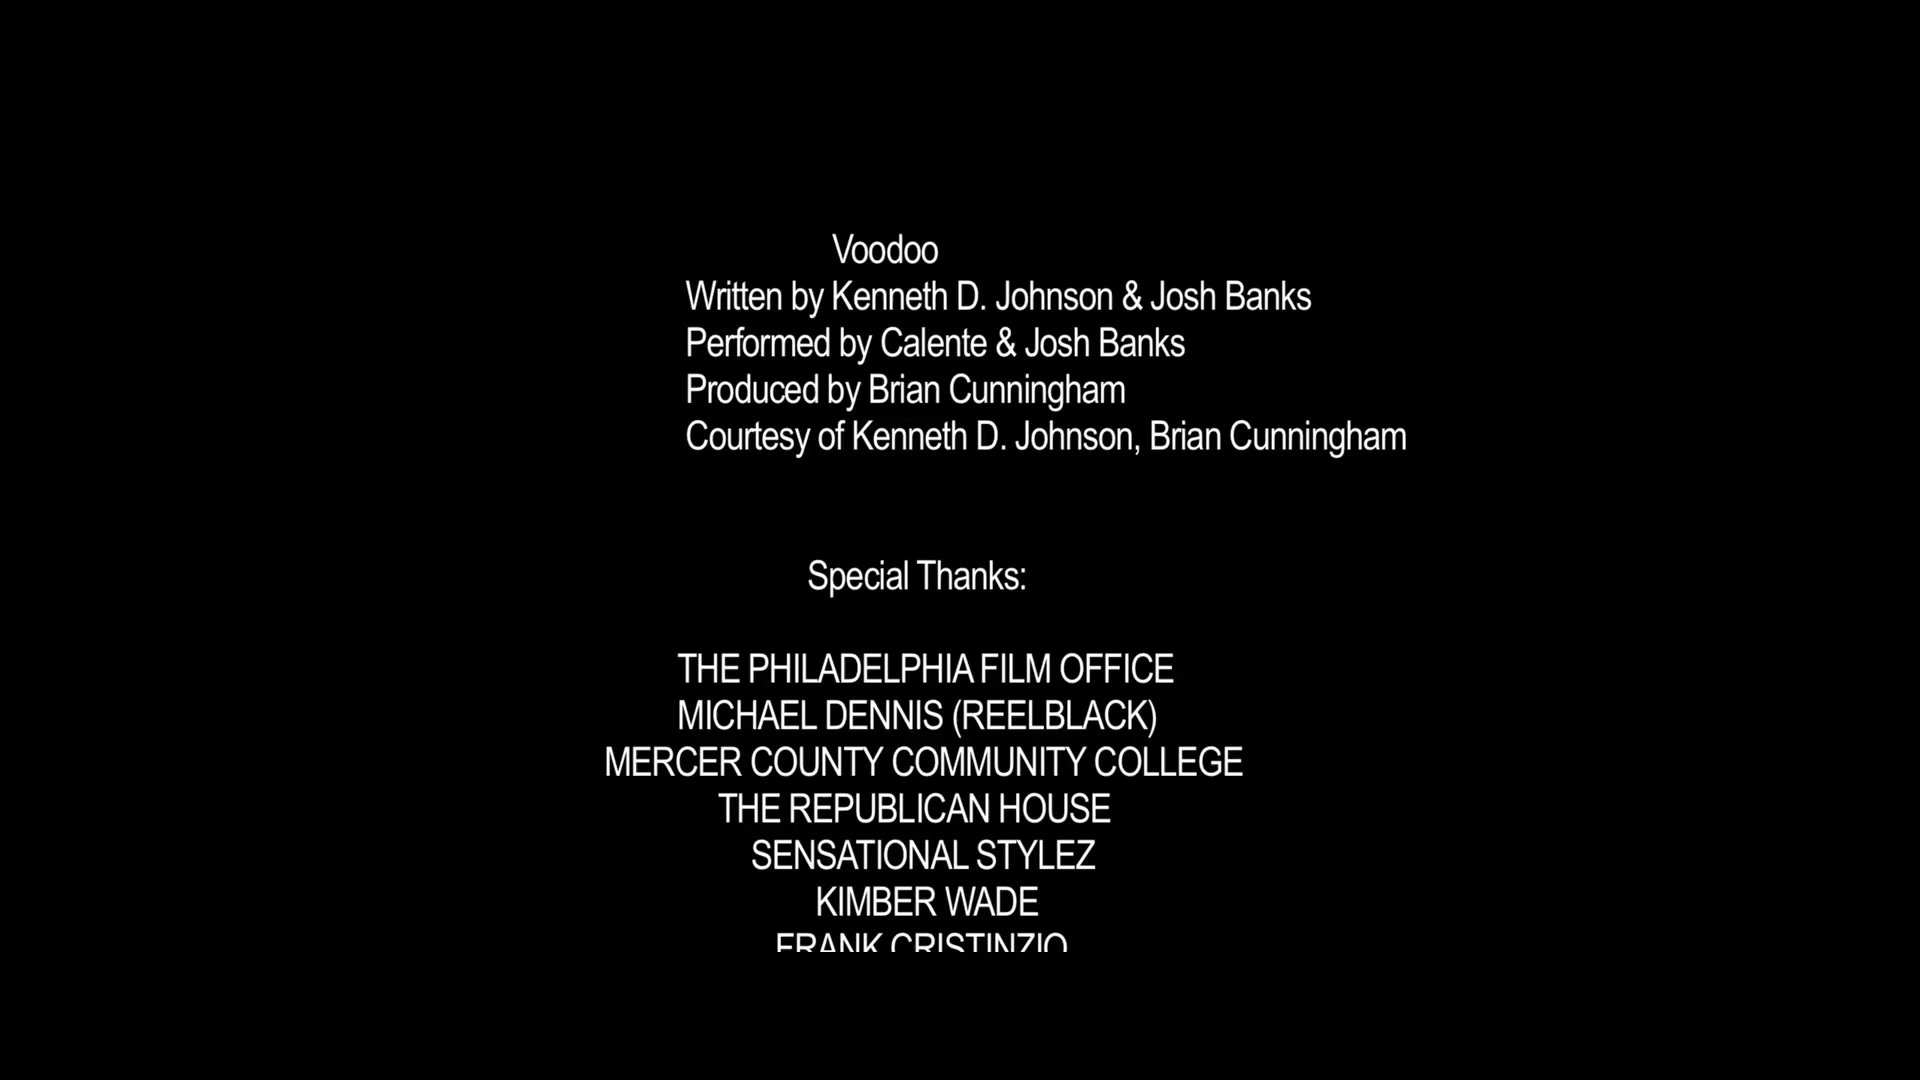 Voodoo
Written by Kenneth D. Johnson & Josh Banks
Performed by Calente & Josh Banks
Produced by Brian Cunningham
Courtesy of Kenneth D. Johnson, Brian Cunningham
Special Thanks:
THE PHILADELPHIA FILM OFFICE
MICHAEL DENNIS (REELBLACK)
MERCER COUNTY COMMUNITY COLLEGE
THE REPUBLICAN HOUSE
SENSATIONAL STYLEZ
KIMBER WADE
FRANK CRISTINZIO